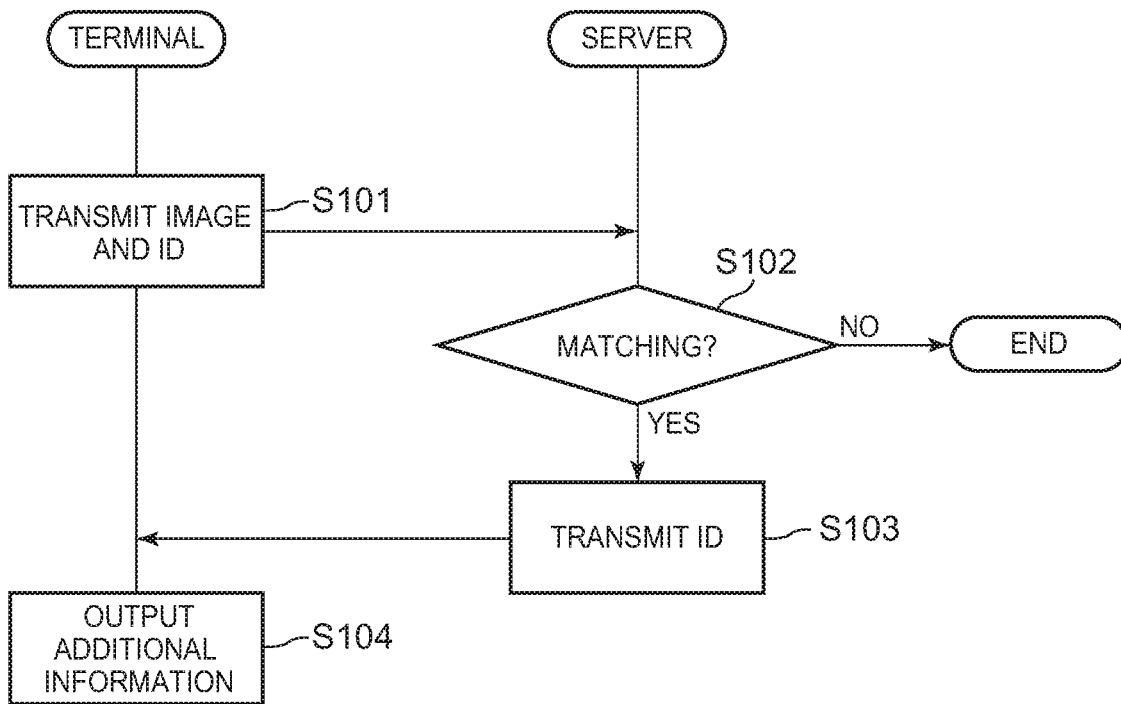 TERMINAL
SERVER
TRANSMIT IMAGE
AND ID
S101
S102
MATCHING?
NO
END
YES
TRANSMIT ID
S103
OUTPUT
ADDITIONAL
INFORMATION
S104